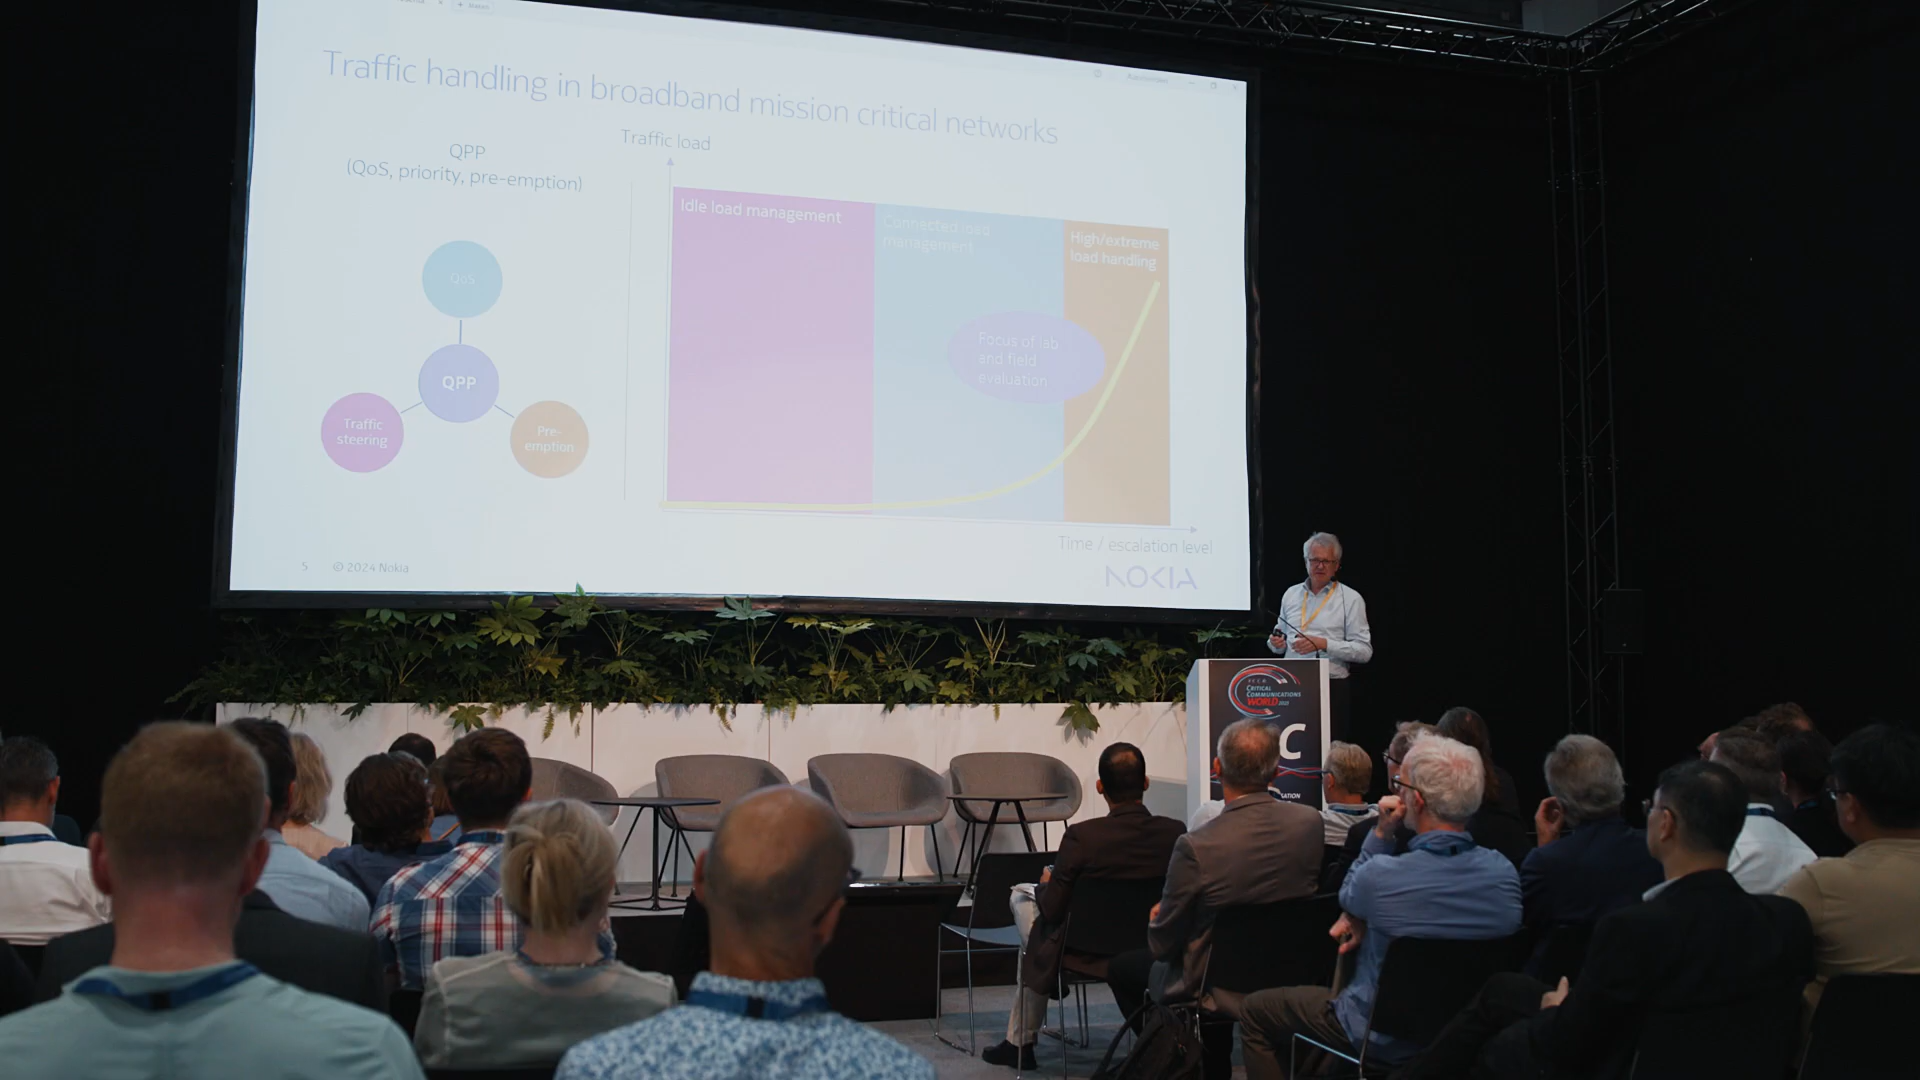 Traffic handling in broadband mission critical networks
QPP
(QoS, priority, pre-emption)
QoS
QPP
Traffic
steering
Pre-
emption
Traffic load
Idle load management
Connected load
management
High/extreme
load handling
Focus of lab
and field
evaluation
Time / escalation level
5
© 2024 Nokia
NOKIA
CRITICAL
COMMUNICATIONS
WORLD
C